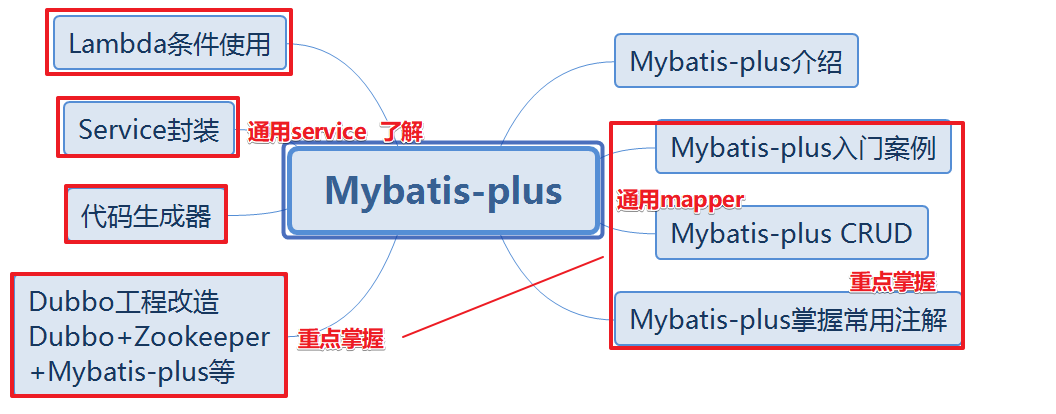 Lambda条件使用
Mybatis-plus介绍
Service封装
通用service 了解
Mybatis-plus入门案例
Mybatis-plus
通用mapper
代码生成器
Mybatis-plus CRUD
重点掌握
Dubbo工程改造
Dubbo+Zookeeper
+Mybatis-plus等
重点掌握
Mybatis-plus掌握常用注解